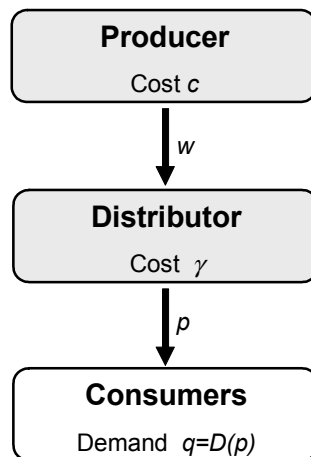 Producer
Cost c
w
Distributor
Cost γ
p
Consumers
Demand q=D(p)